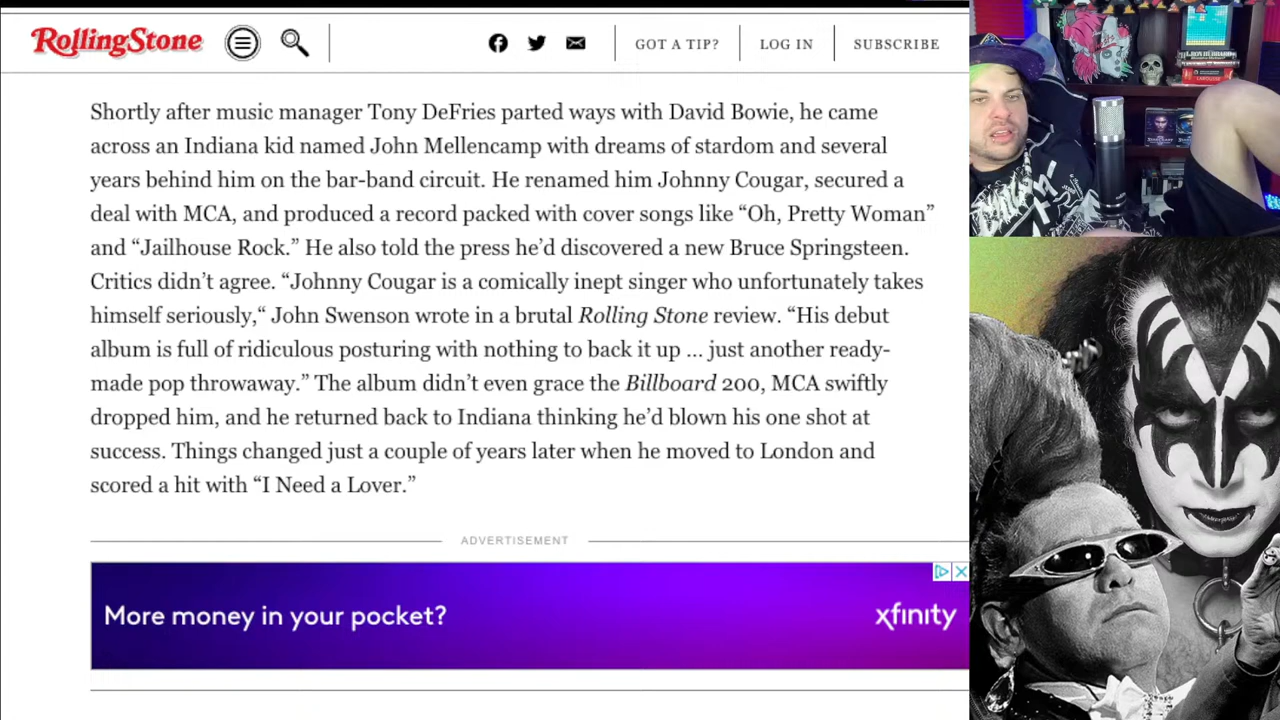 RollingStone
GOT A TIP?
LOG IN
SUBSCRIBE
Shortly after music manager Tony DeFries parted ways with David Bowie, he came
across an Indiana kid named John Mellencamp with dreams of stardom and several
years behind him on the bar-band circuit. He renamed him Johnny Cougar, secured a
deal with MCA, and produced a record packed with cover songs like “Oh, Pretty Woman”
and “Jailhouse Rock.” He also told the press he’d discovered a new Bruce Springsteen.
Critics didn’t agree. “Johnny Cougar is a comically inept singer who unfortunately takes
himself seriously,“ John Swenson wrote in a brutal Rolling Stone review. “His debut
album is full of ridiculous posturing with nothing to back it up ... just another ready-
made pop throwaway.” The album didn’t even grace the Billboard 200, MCA swiftly
dropped him, and he returned back to Indiana thinking he’d blown his one shot at
success. Things changed just a couple of years later when he moved to London and
scored a hit with “I Need a Lover.”
ADVERTISEMENT
More money in your pocket?
xfinity